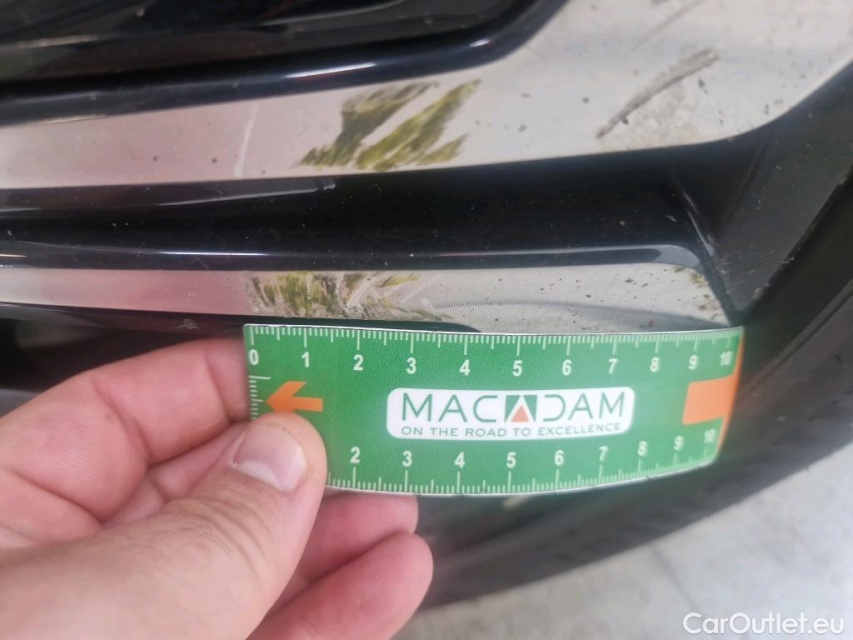 0 1 2 3 4 5 6 7 8 9 10
MACADAM
ON THE ROAD TO EXCELLENCE
2 3 4 5 6 7 8 9 10
CarOutlet.eu